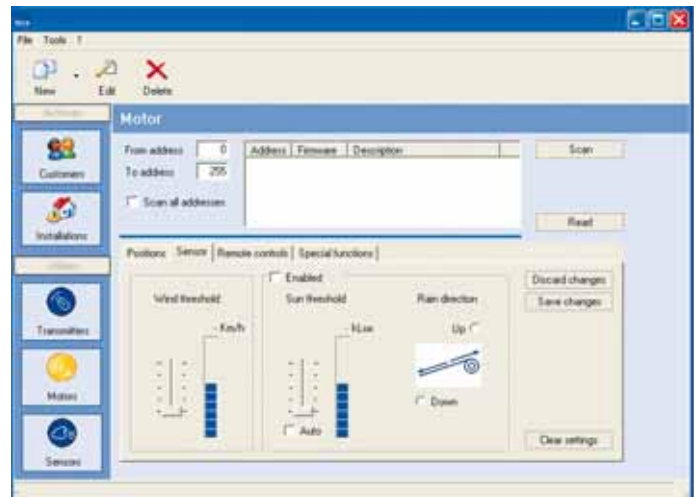 File Tools ?
New Edit Delete
Motor
Customers
Installations
Transmitters
Motors
Sensors
From address 0
To address 255
Scan all addresses
Address Firmware Description
Scan
Read
Positions Sensor Remote controls Special functions
Wind threshold
- Km/h
Enabled
Sun threshold
- kLux
Auto
Rain direction
Up
Down
Discard changes
Save changes
Clear settings